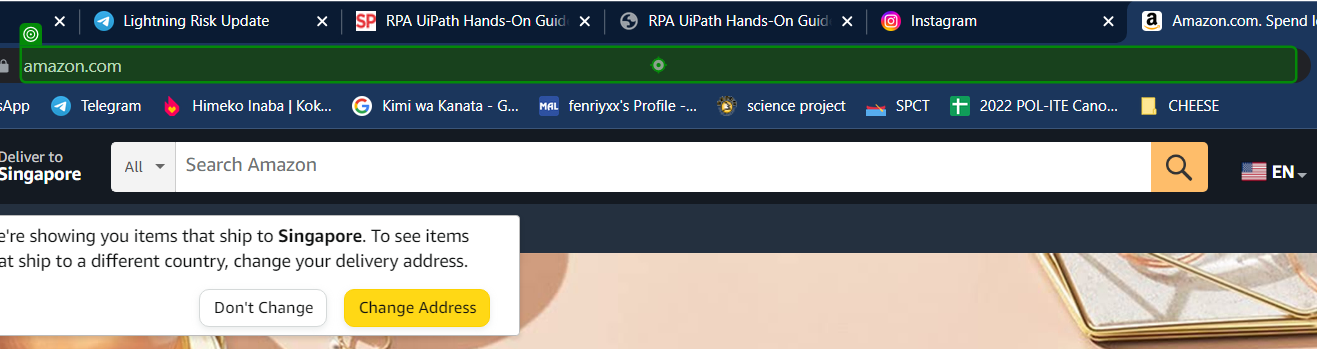 Lightning Risk Update
SP RPA UiPath Hands-On Guid
RPA UiPath Hands-On Guid
Instagram
a Amazon.com. Spend l
amazon.com
sApp
Telegram
Himeko Inaba | Kok...
G Kimi wa Kanata - G...
MAL fenriyxx's Profile -...
science project
SPCT
2022 POL-ITE Cano...
CHEESE
Deliver to
Singapore
All
Search Amazon
EN
e're showing you items that ship to Singapore. To see items
at ship to a different country, change your delivery address.
Don't Change
Change Address